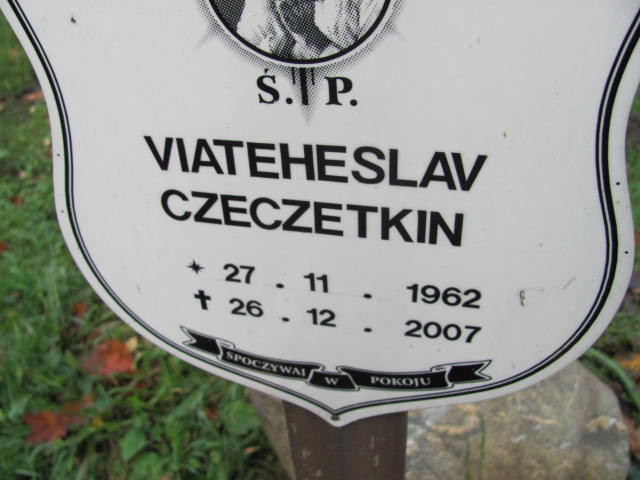 Ś. P.
VIATEHESLAV
CZECZETKIN
* 27 . 11 . 1962
✝ 26 . 12 . 2007
SPOCZYWAJ W POKOJU